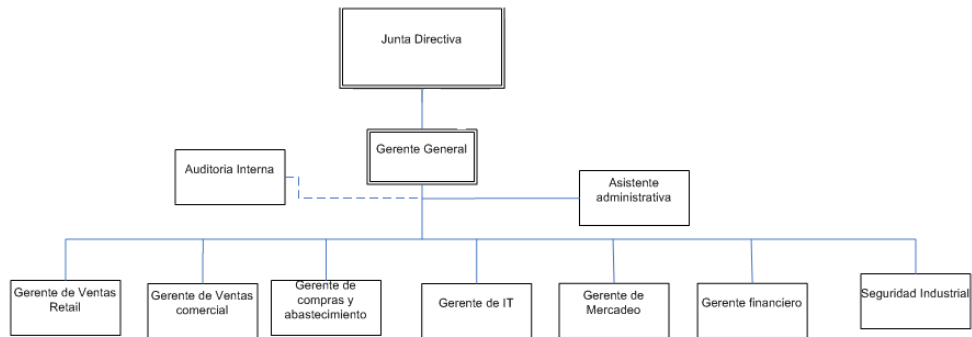 Junta Directiva
Gerente General
Auditoria Interna
Asistente
administrativa
Gerente de Ventas
Retail
Gerente de Ventas
comercial
Gerente de
compras y
abastecimiento
Gerente de IT
Gerente de
Mercadeo
Gerente financiero
Seguridad Industrial